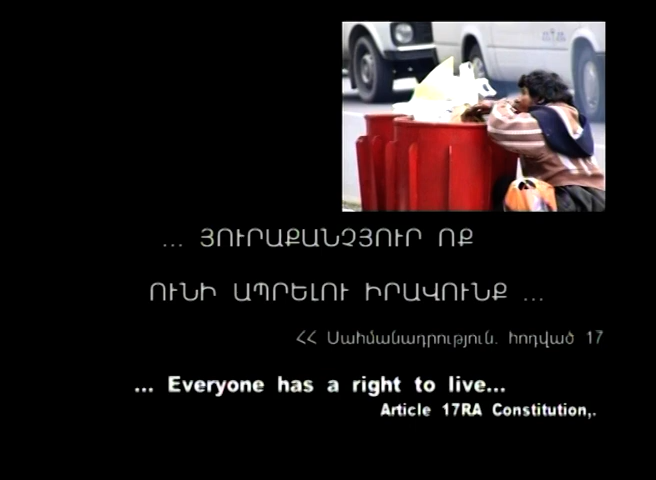 ... ՅՈՒՐԱՔԱՆՉՅՈՒՐ ՈՔ
ՈՒՆԻ ԱՊՐԵԼՈՒ ԻՐԱՎՈՒՆՔ ...
ՀՀ Սահմանադրություն. հոդված 17
... Everyone has a right to live...
Article 17RA Constitution,.